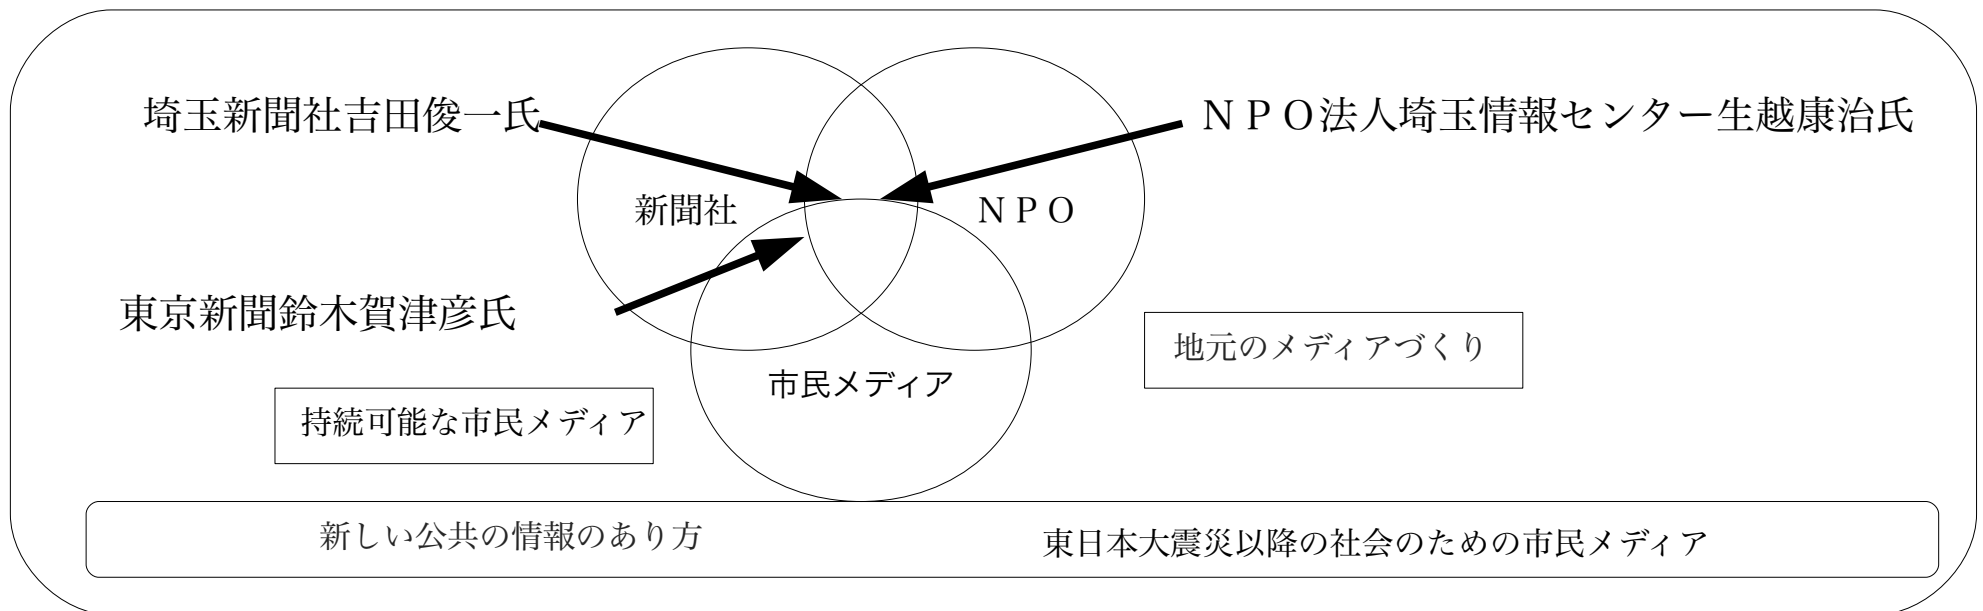 埼玉新聞社吉田俊一氏
ＮＰＯ法人埼玉情報センター生越康治氏
新聞社
ＮＰＯ
東京新聞鈴木賀津彦氏
地元のメディアづくり
市民メディア
持続可能な市民メディア
新しい公共の情報のあり方
東日本大震災以降の社会のための市民メディア